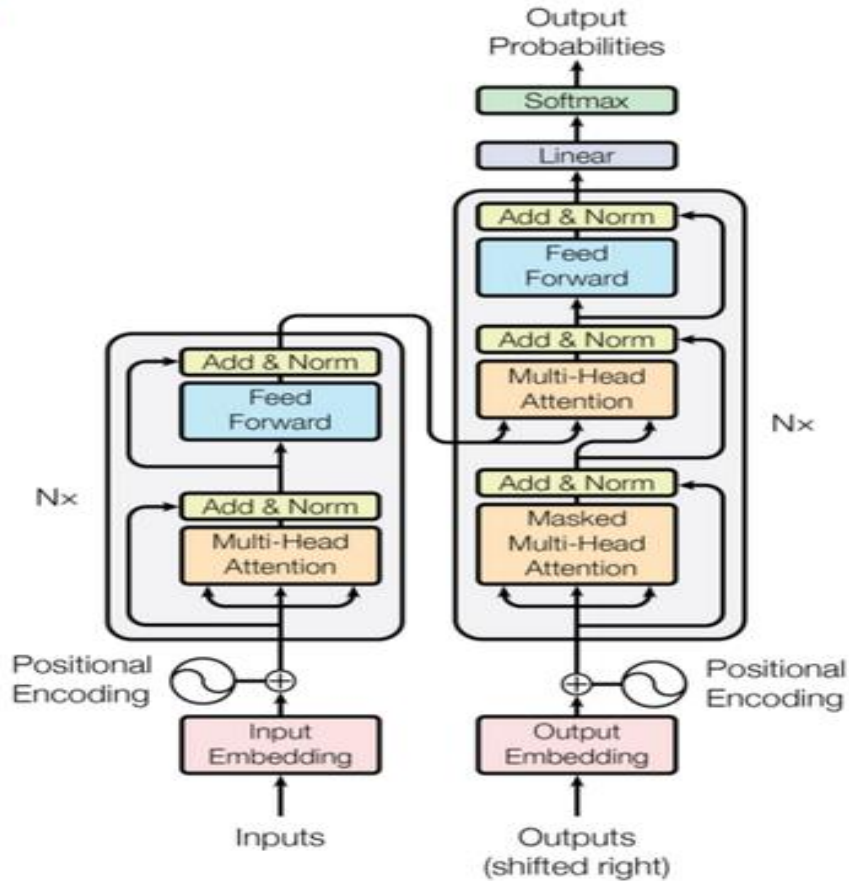 Output
Probabilities
Softmax
Linear
Add & Norm
Feed
Forward
Add & Norm
Multi-Head
Attention
Nx
Add & Norm
Masked
Multi-Head
Attention
Add & Norm
Feed
Forward
Nx
Add & Norm
Multi-Head
Attention
Positional
Encoding
Positional
Encoding
Input
Embedding
Output
Embedding
Inputs
Outputs
(shifted right)